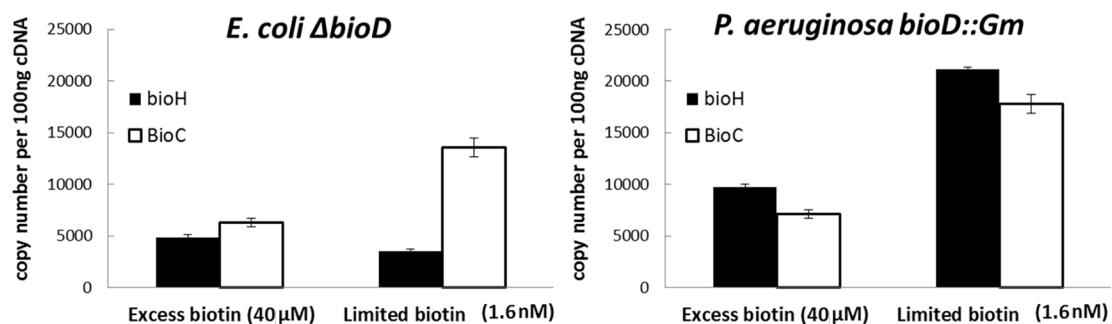 E. coli ΔbioD
copy number per 100ng cDNA
25000
20000
15000
10000
5000
0
bioH
BioC
Excess biotin (40 μM)
Limited biotin (1.6 nM)
P. aeruginosa bioD::Gm
copy number per 100ng cDNA
25000
20000
15000
10000
5000
0
bioH
BioC
Excess biotin (40 μM)
Limited biotin (1.6 nM)